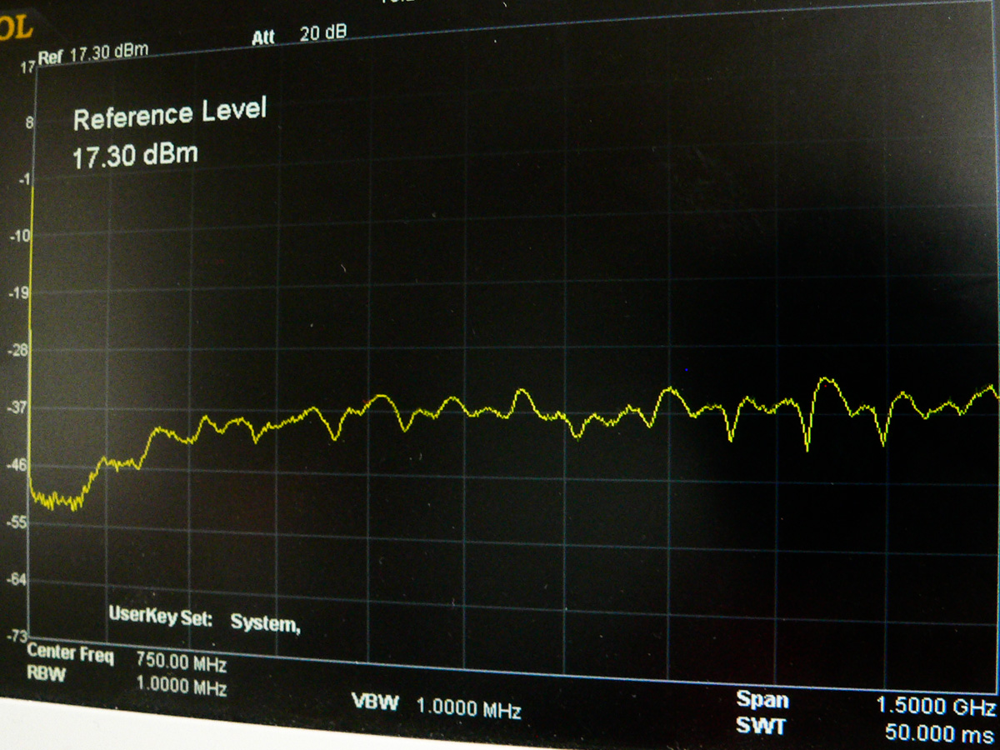 OL
Ref 17.30 dBm Att 20 dB
17
Reference Level
8
17.30 dBm
-1
-10
-19
-28
-37
-46
-55
-64
UserKey Set: System,
-73
Center Freq 750.00 MHz
RBW 1.0000 MHz
VBW 1.0000 MHz
Span 1.5000 GHz
SWT 50.000 ms